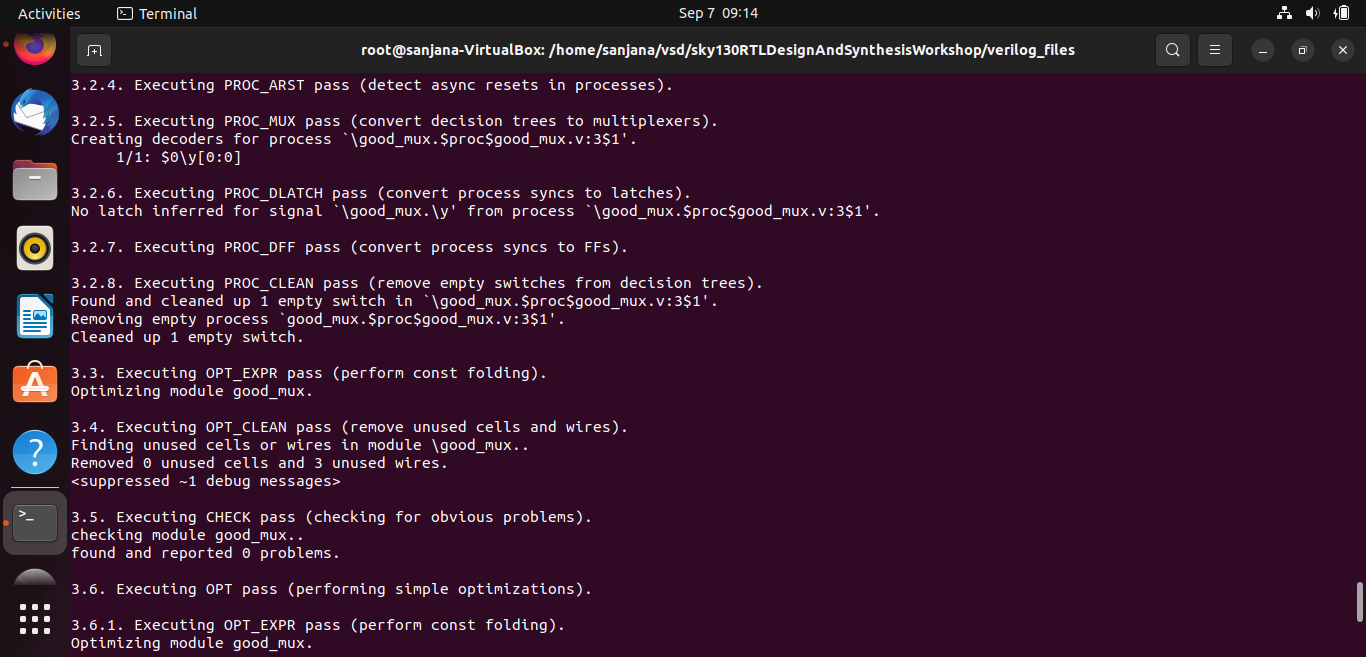 Activities
Terminal
Sep 7 09:14
root@sanjana-VirtualBox: /home/sanjana/vsd/sky130RTLDesignAndSynthesisWorkshop/verilog_files
3.2.4. Executing PROC_ARST pass (detect async resets in processes).
3.2.5. Executing PROC_MUX pass (convert decision trees to multiplexers).
Creating decoders for process `\good_mux.$proc$good_mux.v:3$1'.
     1/1: $0\y[0:0]
3.2.6. Executing PROC_DLATCH pass (convert process syncs to latches).
No latch inferred for signal `\good_mux.\y' from process `\good_mux.$proc$good_mux.v:3$1'.
3.2.7. Executing PROC_DFF pass (convert process syncs to FFs).
3.2.8. Executing PROC_CLEAN pass (remove empty switches from decision trees).
Found and cleaned up 1 empty switch in `\good_mux.$proc$good_mux.v:3$1'.
Removing empty process `good_mux.$proc$good_mux.v:3$1'.
Cleaned up 1 empty switch.
3.3. Executing OPT_EXPR pass (perform const folding).
Optimizing module good_mux.
3.4. Executing OPT_CLEAN pass (remove unused cells and wires).
Finding unused cells or wires in module \good_mux..
Removed 0 unused cells and 3 unused wires.
<suppressed ~1 debug messages>
3.5. Executing CHECK pass (checking for obvious problems).
checking module good_mux..
found and reported 0 problems.
3.6. Executing OPT pass (performing simple optimizations).
3.6.1. Executing OPT_EXPR pass (perform const folding).
Optimizing module good_mux.